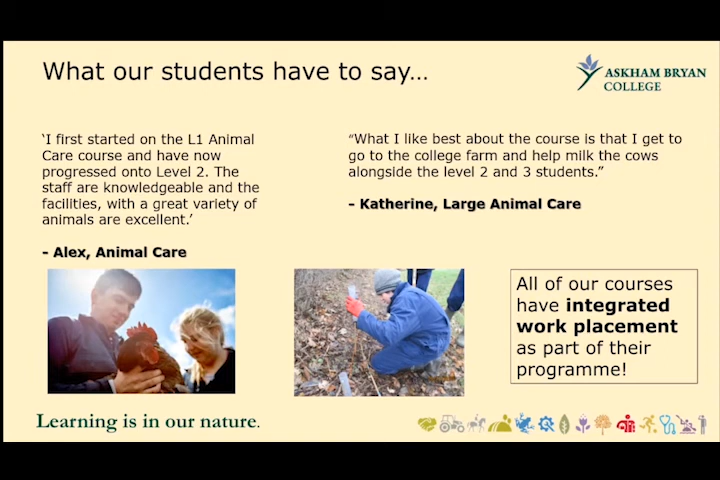 What our students have to say...
ASKHAM BRYAN
COLLEGE
‘I first started on the L1 Animal
Care course and have now
progressed onto Level 2. The
staff are knowledgeable and the
facilities, with a great variety of
animals are excellent.’
- Alex, Animal Care
“What I like best about the course is that I get to
go to the college farm and help milk the cows
alongside the level 2 and 3 students.”
– Katherine, Large Animal Care
All of our courses
have integrated
work placement
as part of their
programme!
Learning is in our nature.